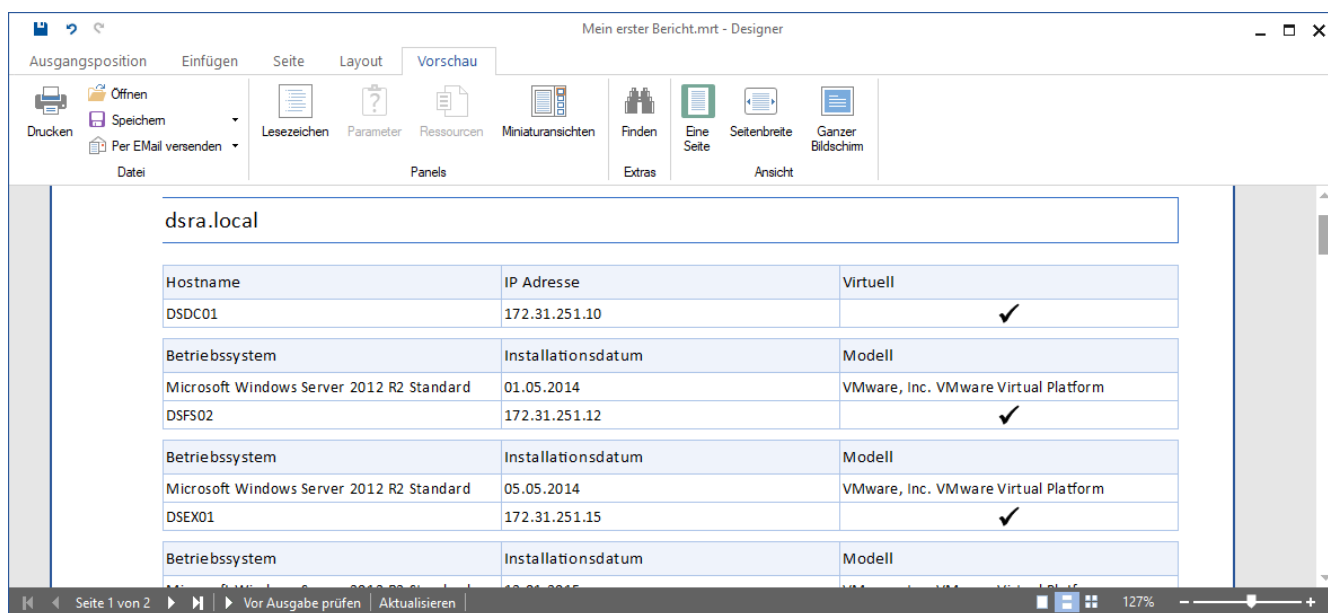 Mein erster Bericht.mrt - Designer
Ausgangsposition Einfügen Seite Layout Vorschau
Drucken
Öffnen
Speichern
Per EMail versenden
Lesezeichen Parameter Ressourcen Miniaturansichten
Finden
Eine Seite
Seitenbreite
Ganzer Bildschirm
Datei Panels Extras Ansicht
dsra.local
Hostname IP Adresse Virtuell
DSDC01 172.31.251.10 ✓
Betriebssystem Installationsdatum Modell
Microsoft Windows Server 2012 R2 Standard 01.05.2014 VMware, Inc. VMware Virtual Platform
DSFS02 172.31.251.12 ✓
Betriebssystem Installationsdatum Modell
Microsoft Windows Server 2012 R2 Standard 05.05.2014 VMware, Inc. VMware Virtual Platform
DSEX01 172.31.251.15 ✓
Betriebssystem Installationsdatum Modell
Seite 1 von 2 Vor Ausgabe prüfen Aktualisieren 127%